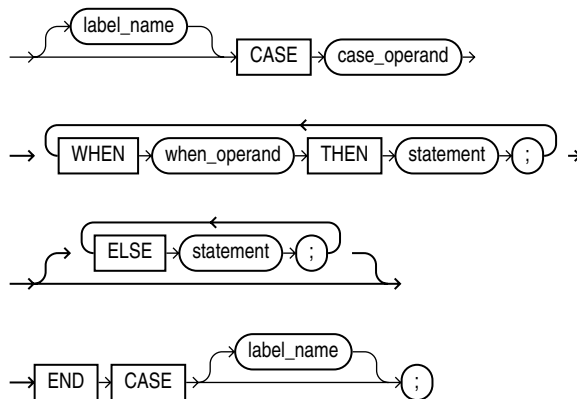 label_name
CASE case_operand
WHEN when_operand THEN statement ;
ELSE statement ;
label_name
END CASE ;